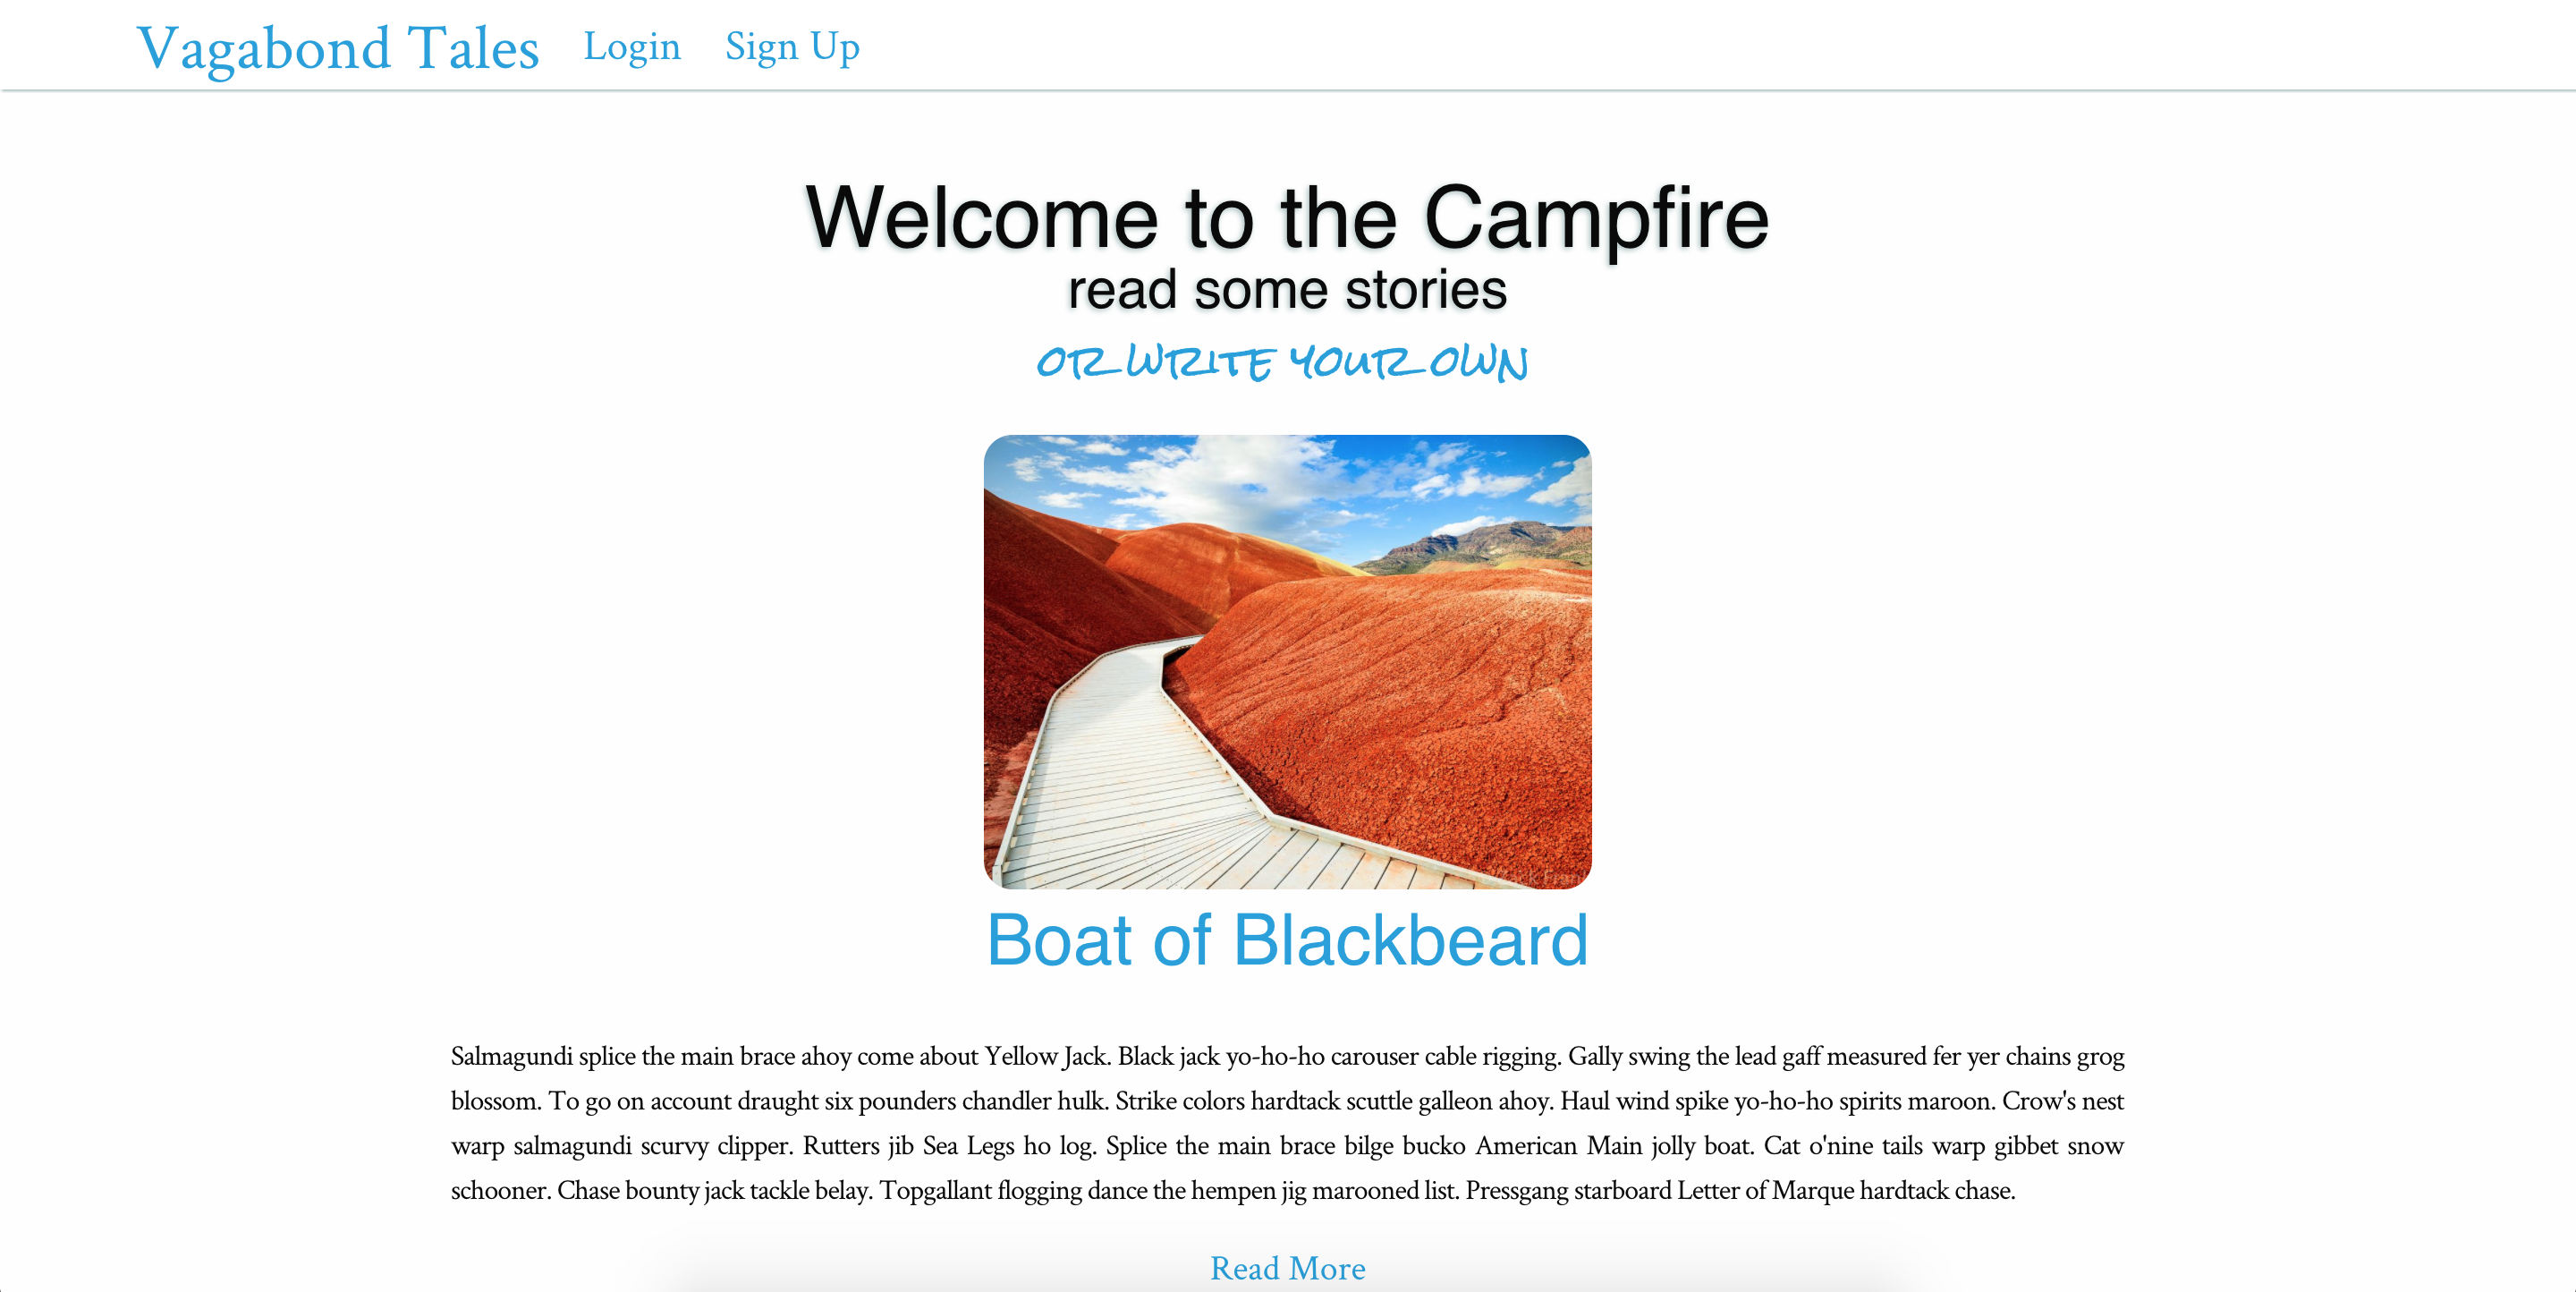 Vagabond Tales Login Sign Up
Welcome to the Campfire
read some stories
or write your own
Boat of Blackbeard
Salmagundi splice the main brace ahoy come about Yellow Jack. Black jack yo-ho-ho carouser cable rigging. Gally swing the lead gaff measured fer yer chains grog
blossom. To go on account draught six pounders chandler hulk. Strike colors hardtack scuttle galleon ahoy. Haul wind spike yo-ho-ho spirits maroon. Crow's nest
warp salmagundi scurvy clipper. Rutters jib Sea Legs ho log. Splice the main brace bilge bucko American Main jolly boat. Cat o'nine tails warp gibbet snow
schooner. Chase bounty jack tackle belay. Topgallant flogging dance the hempen jig marooned list. Pressgang starboard Letter of Marque hardtack chase.
Read More